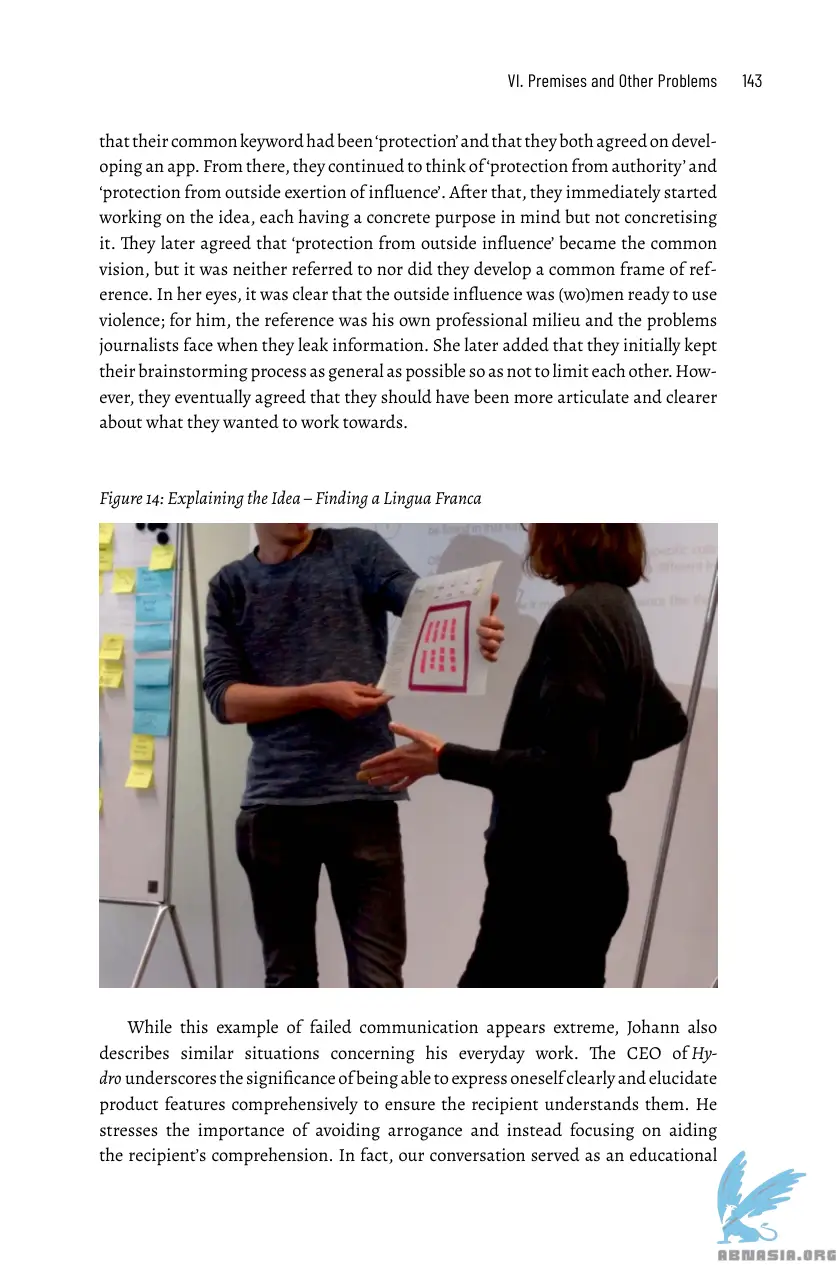 VI. Premises and Other Problems 143
that their common keyword had been ‘protection’ and that they both agreed on devel-
oping an app. From there, they continued to think of ‘protection from authority’ and
‘protection from outside exertion of influence’. After that, they immediately started
working on the idea, each having a concrete purpose in mind but not concretising
it. They later agreed that ‘protection from outside influence’ became the common
vision, but it was neither referred to nor did they develop a common frame of ref-
erence. In her eyes, it was clear that the outside influence was (wo)men ready to use
violence; for him, the reference was his own professional milieu and the problems
journalists face when they leak information. She later added that they initially kept
their brainstorming process as general as possible so as not to limit each other. How-
ever, they eventually agreed that they should have been more articulate and clearer
about what they wanted to work towards.
Figure 14: Explaining the Idea – Finding a Lingua Franca
While this example of failed communication appears extreme, Johann also
describes similar situations concerning his everyday work. The CEO of Hy-
dro underscores the significance of being able to express oneself clearly and elucidate
product features comprehensively to ensure the recipient understands them. He
stresses the importance of avoiding arrogance and instead focusing on aiding
the recipient’s comprehension. In fact, our conversation served as an educational
ABNASIA.ORG